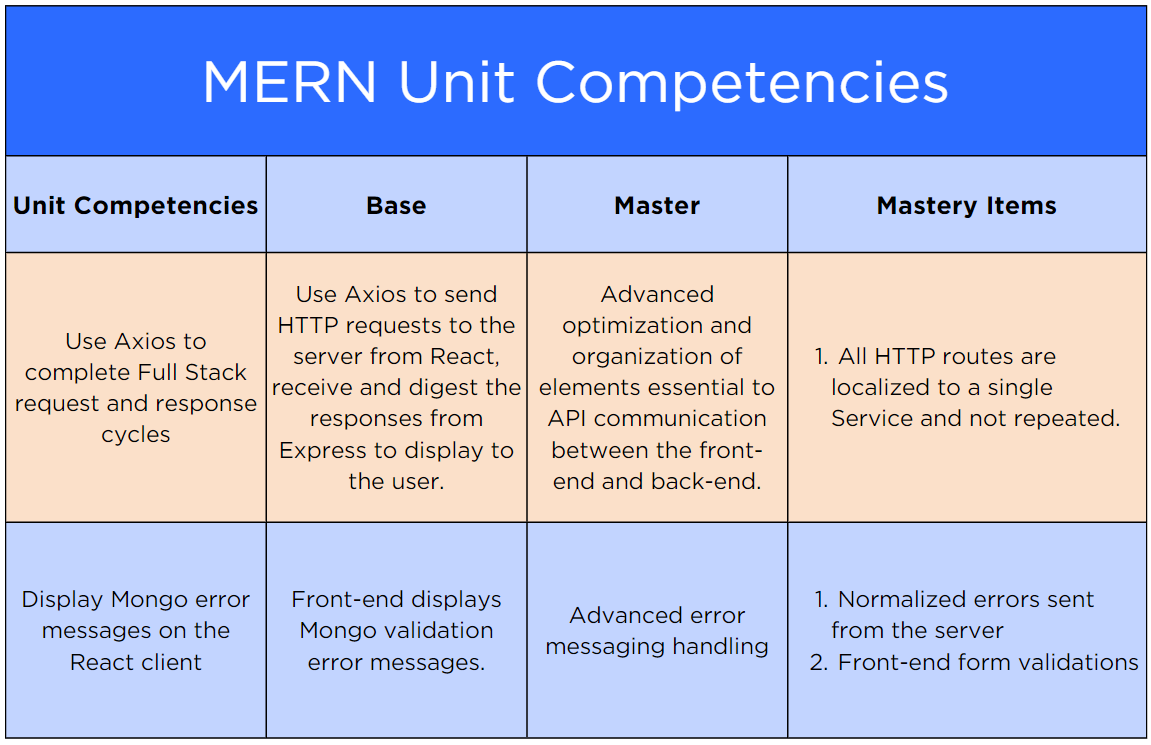 MERN Unit Competencies
Unit Competencies
Base
Master
Mastery Items
Use Axios to
complete Full Stack
request and response
cycles
Use Axios to send
HTTP requests to the
server from React,
receive and digest the
responses from
Express to display to
the user.
Advanced
optimization and
organization of
elements essential to
API communication
between the front-
end and back-end.
1. All HTTP routes are
localized to a single
Service and not repeated.
Display Mongo error
messages on the
React client
Front-end displays
Mongo validation
error messages.
Advanced error
messaging handling
1. Normalized errors sent
from the server
2. Front-end form validations